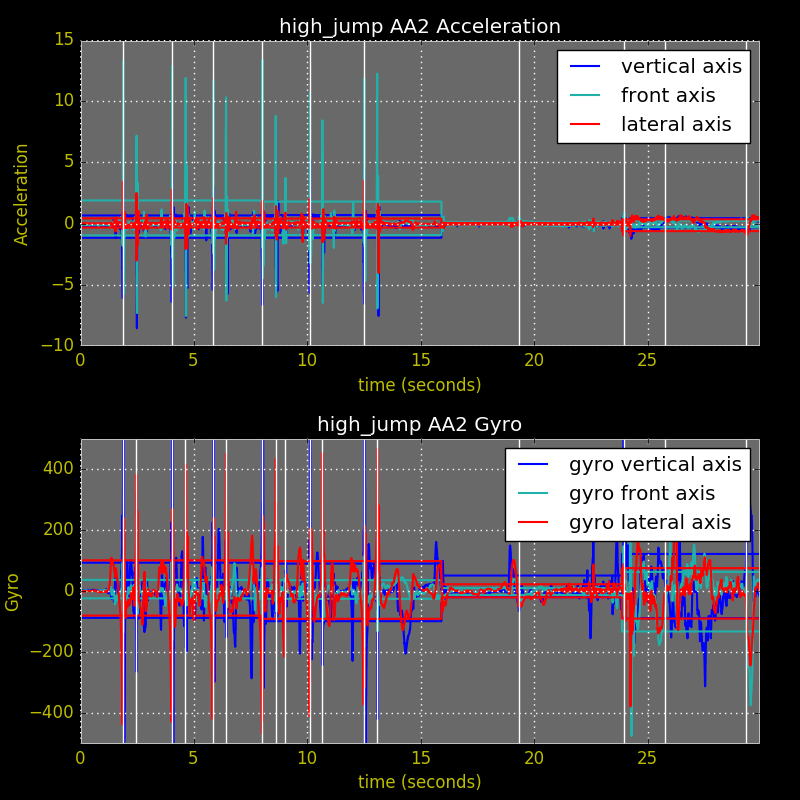 high_jump AA2 Acceleration
15
10
5
0
−5
−10
Acceleration
vertical axis
front axis
lateral axis
0 5 10 15 20 25
time (seconds)
high_jump AA2 Gyro
400
200
0
−200
−400
Gyro
gyro vertical axis
gyro front axis
gyro lateral axis
0 5 10 15 20 25
time (seconds)